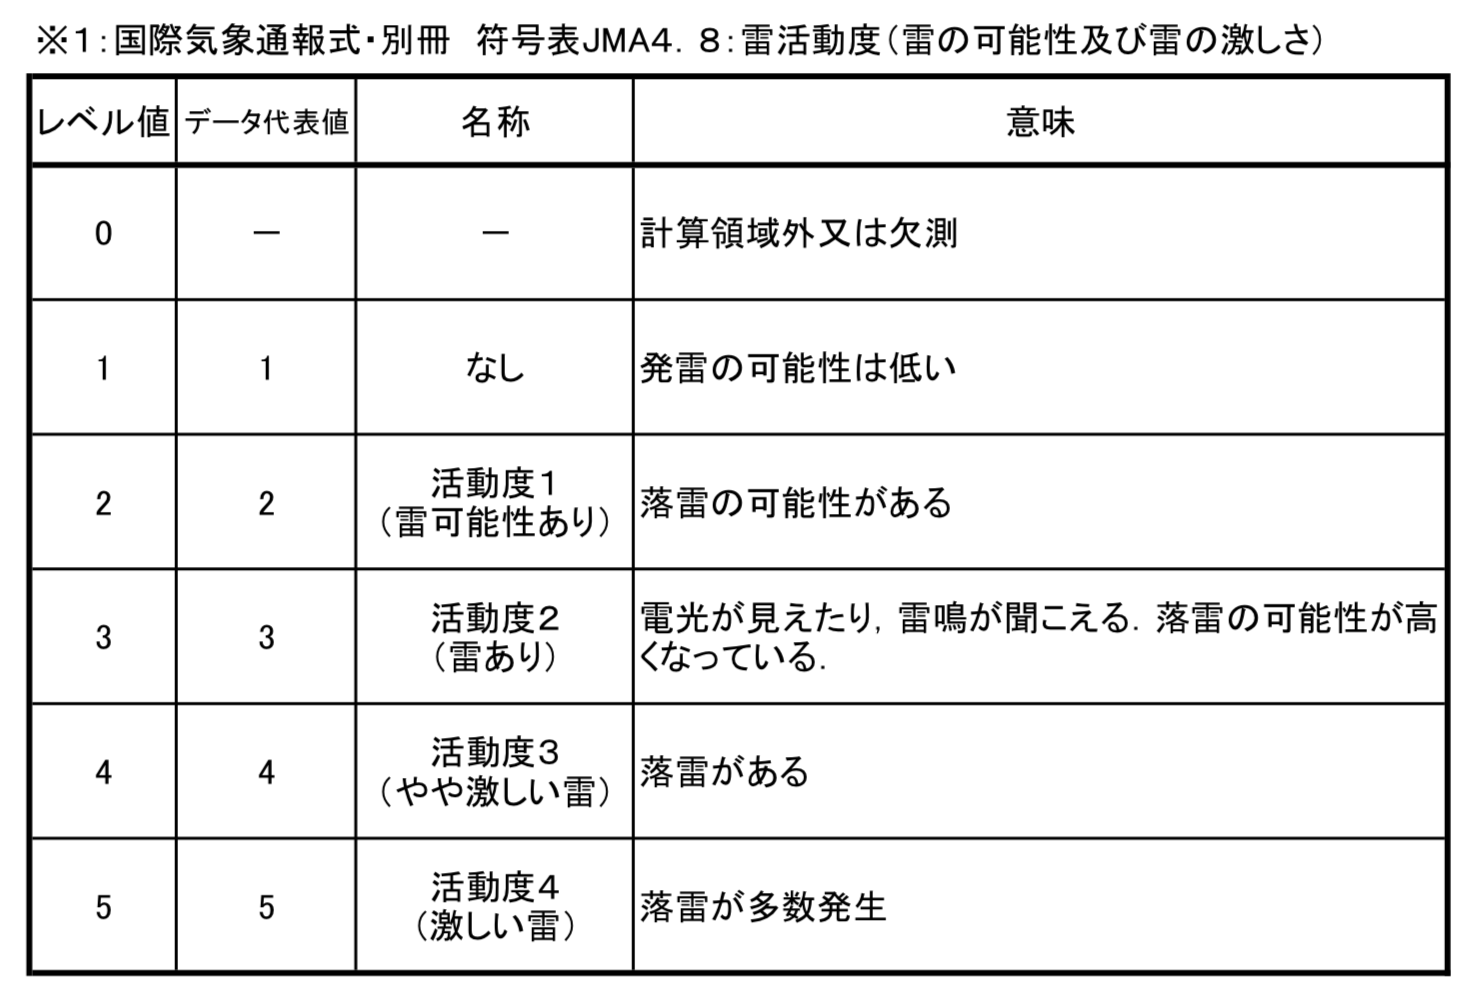 ※１：国際気象通報式・別冊　符号表JMA４．８：雷活動度（雷の可能性及び雷の激しさ）
レベル値 データ代表値 名称 意味
0 － － 計算領域外又は欠測
1 1 なし 発雷の可能性は低い
2 2 活動度１
（雷可能性あり） 落雷の可能性がある
3 3 活動度２
（雷あり） 電光が見えたり，雷鳴が聞こえる．落雷の可能性が高
くなっている．
4 4 活動度３
（やや激しい雷） 落雷がある
5 5 活動度４
（激しい雷） 落雷が多数発生